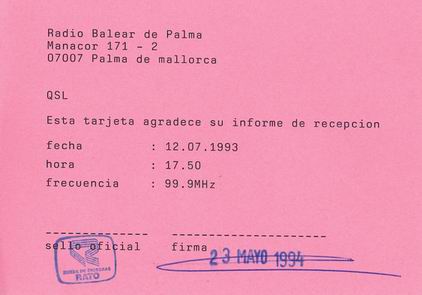 Radio Balear de Palma
Manacor 171 - 2
07007 Palma de mallorca
QSL
Esta tarjeta agradece su informe de recepcion
fecha : 12.07.1993
hora : 17.50
frecuencia : 99.9MHz
sello oficial firma
23 MAYO 1994
RATO